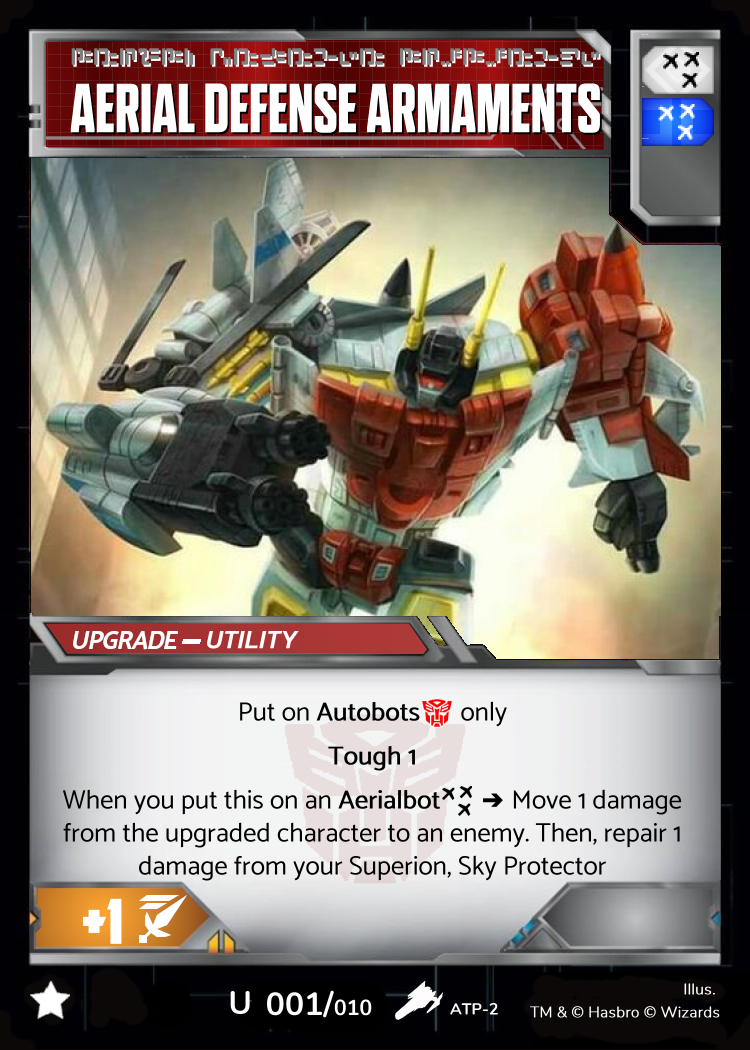 AERIAL DEFENSE ARMAMENTS
UPGRADE — UTILITY
Put on Autobots only
Tough 1
When you put this on an Aerialbot ➔ Move 1 damage
from the upgraded character to an enemy. Then, repair 1
damage from your Superion, Sky Protector
+1
U 001/010 ATP-2
Illus.
TM & © Hasbro © Wizards